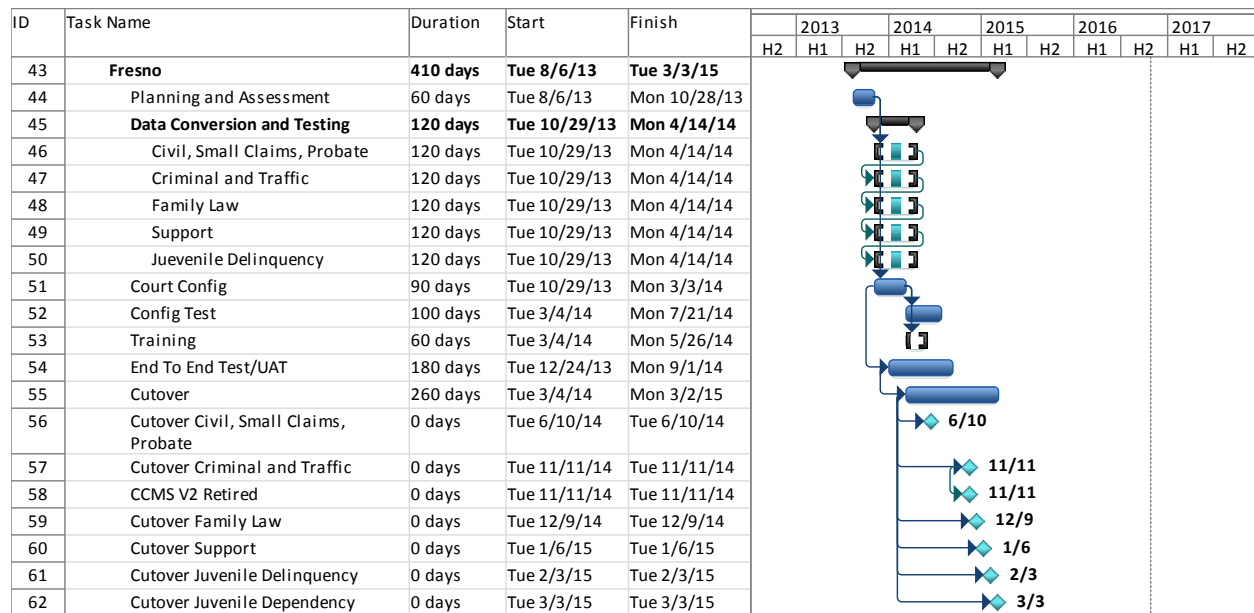 ID Task Name Duration Start Finish
2013 2014 2015 2016 2017
H2 H1 H2 H1 H2 H1 H2 H1 H2 H1 H2
43 Fresno 410 days Tue 8/6/13 Tue 3/3/15
44 Planning and Assessment 60 days Tue 8/6/13 Mon 10/28/13
45 Data Conversion and Testing 120 days Tue 10/29/13 Mon 4/14/14
46 Civil, Small Claims, Probate 120 days Tue 10/29/13 Mon 4/14/14
47 Criminal and Traffic 120 days Tue 10/29/13 Mon 4/14/14
48 Family Law 120 days Tue 10/29/13 Mon 4/14/14
49 Support 120 days Tue 10/29/13 Mon 4/14/14
50 Juevenile Delinquency 120 days Tue 10/29/13 Mon 4/14/14
51 Court Config 90 days Tue 10/29/13 Mon 3/3/14
52 Config Test 100 days Tue 3/4/14 Mon 7/21/14
53 Training 60 days Tue 3/4/14 Mon 5/26/14
54 End To End Test/UAT 180 days Tue 12/24/13 Mon 9/1/14
55 Cutover 260 days Tue 3/4/14 Mon 3/2/15
56 Cutover Civil, Small Claims, 0 days Tue 6/10/14 Tue 6/10/14 6/10
Probate
57 Cutover Criminal and Traffic 0 days Tue 11/11/14 Tue 11/11/14 11/11
58 CCMS V2 Retired 0 days Tue 11/11/14 Tue 11/11/14 11/11
59 Cutover Family Law 0 days Tue 12/9/14 Tue 12/9/14 12/9
60 Cutover Support 0 days Tue 1/6/15 Tue 1/6/15 1/6
61 Cutover Juvenile Delinquency 0 days Tue 2/3/15 Tue 2/3/15 2/3
62 Cutover Juvenile Dependency 0 days Tue 3/3/15 Tue 3/3/15 3/3